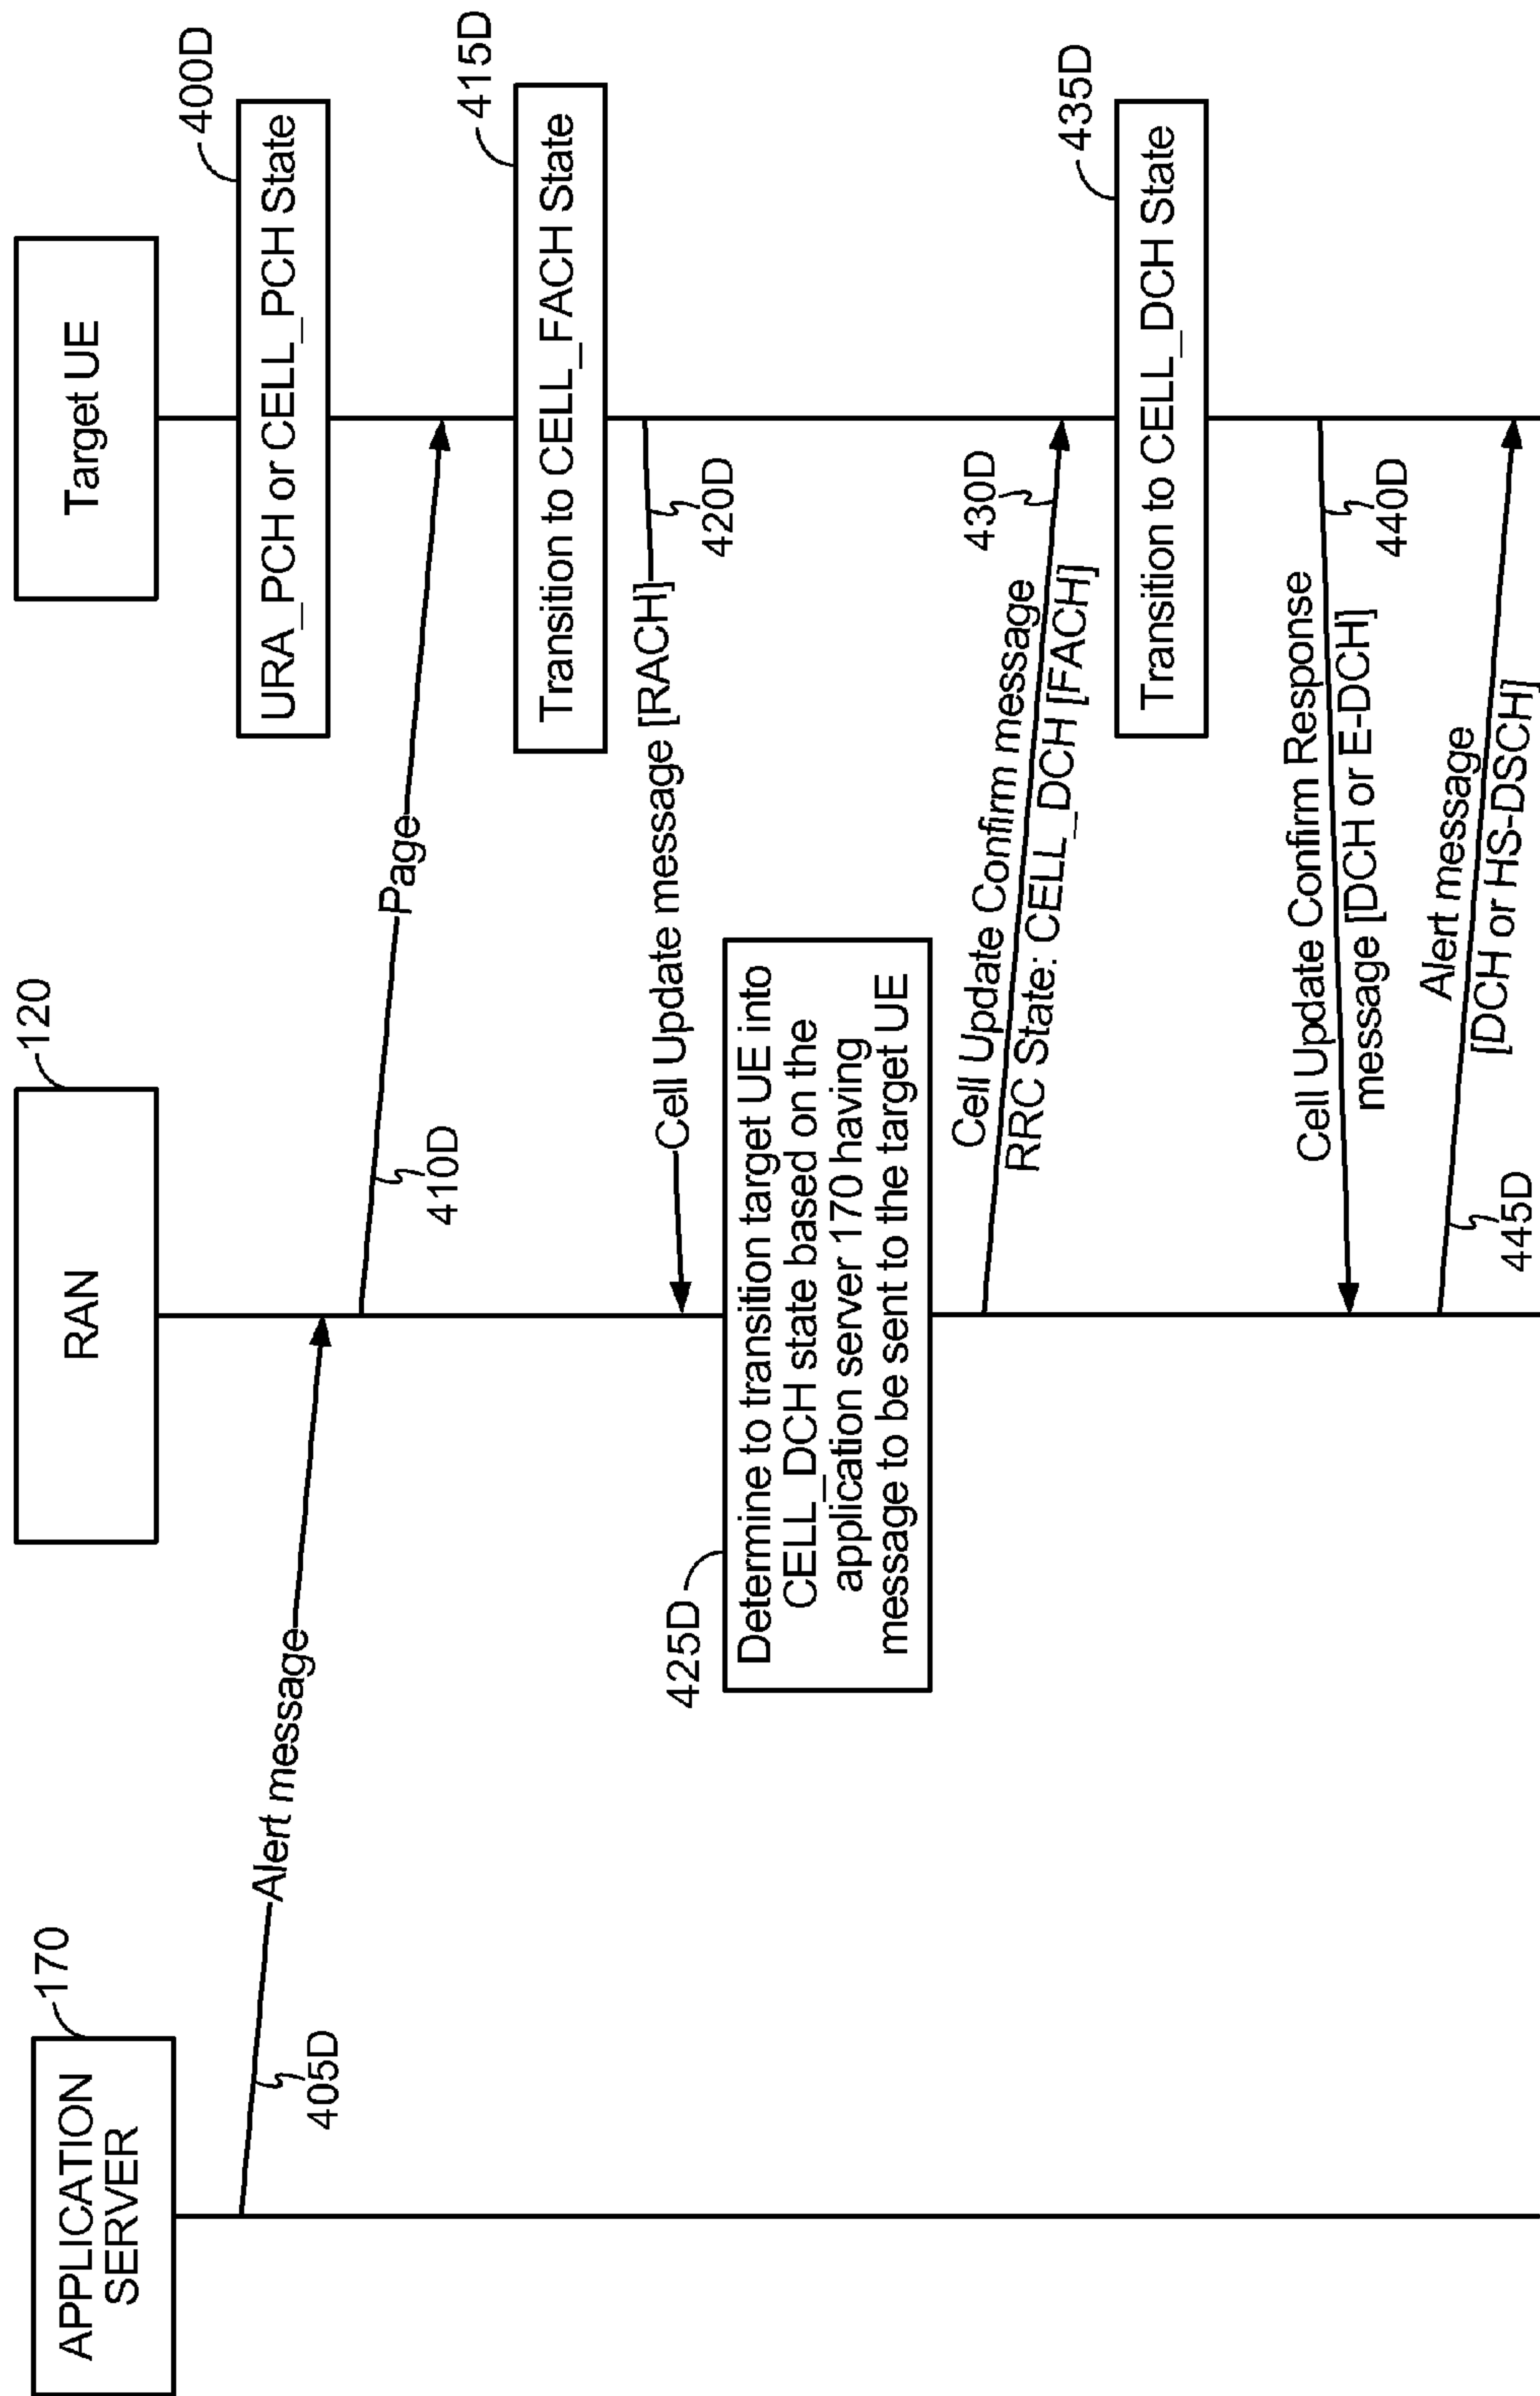 APPLICATION
SERVER
170
RAN
120
Target UE
400D
URA_PCH or CELL_PCH State
Alert message
405D
Page
410D
415D
Transition to CELL_FACH State
Cell Update message [RACH]
420D
425D
Determine to transition target UE into
CELL_DCH state based on the
application server 170 having
message to be sent to the target UE
Cell Update Confirm message
RRC State: CELL_DCH [FACH]
430D
435D
Transition to CELL_DCH State
Cell Update Confirm Response
message [DCH or E-DCH]
440D
Alert message
[DCH or HS-DSCH]
445D